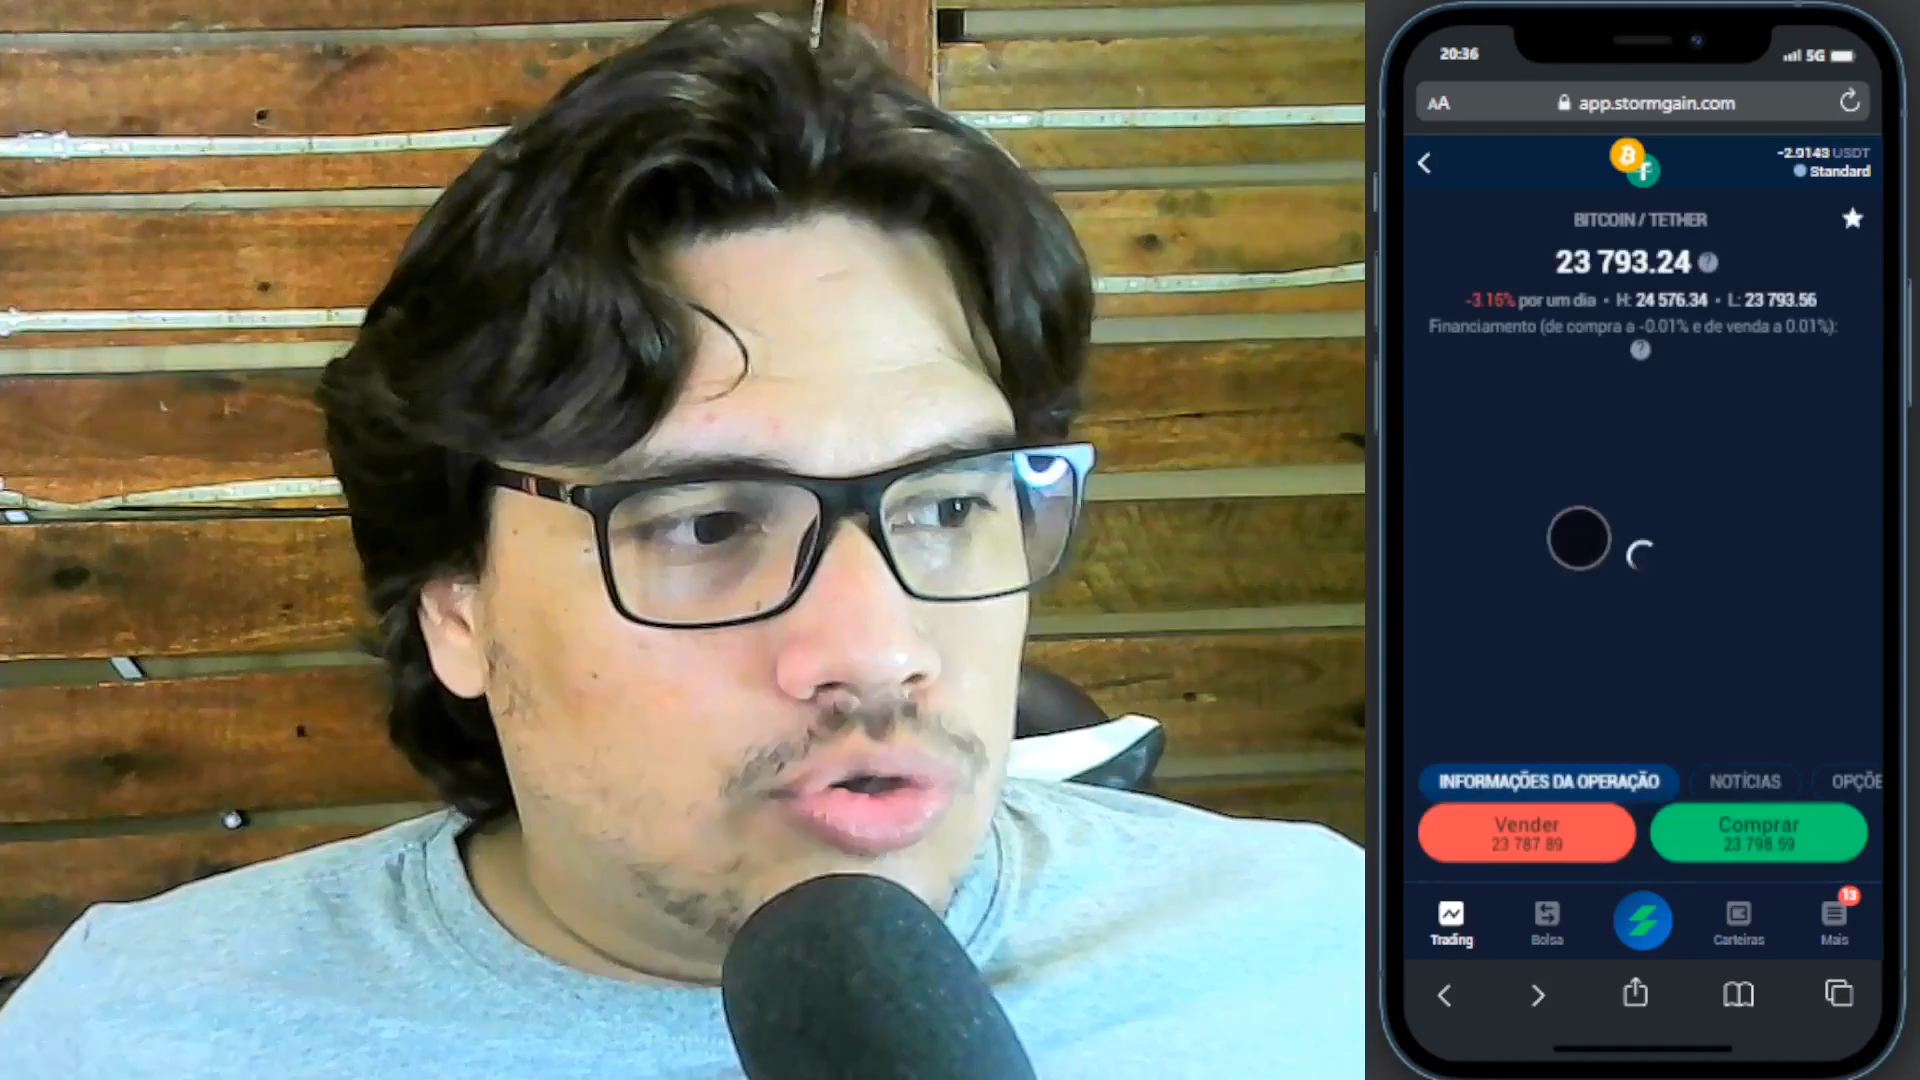 20:36
5G
AA
app.stormgain.com
-2.9143 USDT
Standard
BITCOIN / TETHER
23 793.24
-3.16% por um dia • H: 24 576.34 • L: 23 793.56
Financiamento (de compra a -0.01% e de venda a 0.01%):
INFORMAÇÕES DA OPERAÇÃO
NOTÍCIAS
OPÇÕE
Vender
23 787.89
Comprar
23 798.59
13
Trading
Bolsa
Carteiras
Mais